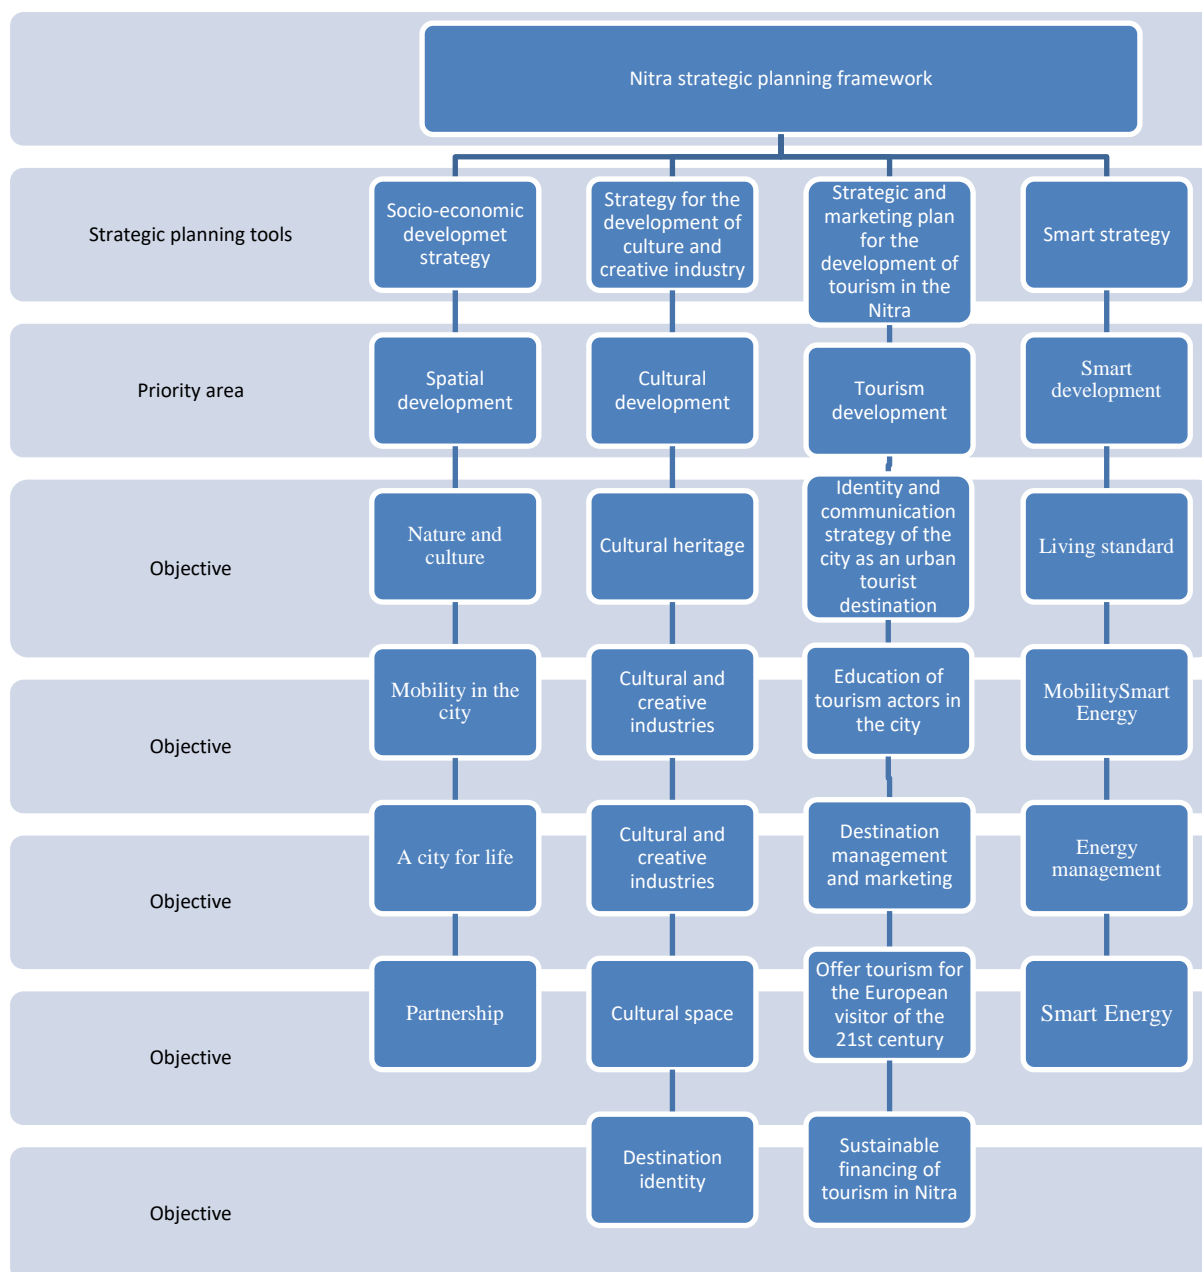 Nitra strategic planning framework
Strategic planning tools
Socio-economic
developmet
strategy
Strategy for the
development of
culture and
creative industry
Strategic and
marketing plan
for the
development of
tourism in the
Nitra
Smart strategy
Priority area
Spatial
development
Cultural
development
Tourism
development
Smart
development
Objective
Nature and
culture
Cultural heritage
Identity and
communication
strategy of the
city as an urban
tourist
destination
Living standard
Objective
Mobility in the
city
Cultural and
creative
industries
Education of
tourism actors in
the city
MobilitySmart
Energy
Objective
A city for life
Cultural and
creative
industries
Destination
management
and marketing
Energy
management
Objective
Partnership
Cultural space
Offer tourism for
the European
visitor of the
21st century
Smart Energy
Objective
Destination
identity
Sustainable
financing of
tourism in Nitra